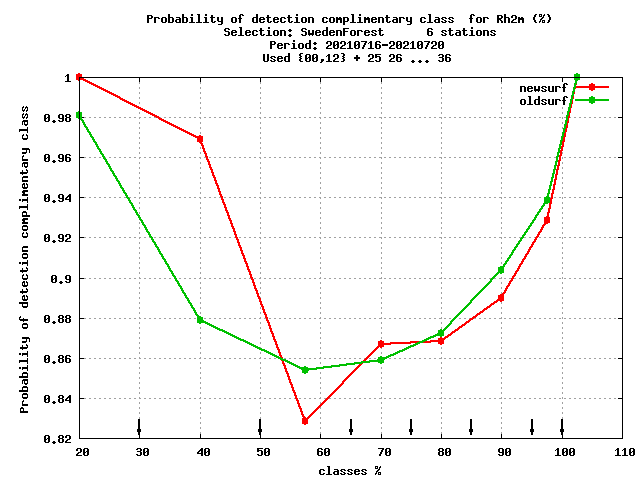 Probability of detection complimentary class  for Rh2m (%)
Selection: SwedenForest      6 stations
Period: 20210716-20210720
Used {00,12} + 25 26 ... 36
newsurf
oldsurf
Probability of detection complimentary class
1
0.98
0.96
0.94
0.92
0.9
0.88
0.86
0.84
0.82
20 30 40 50 60 70 80 90 100 110
classes %